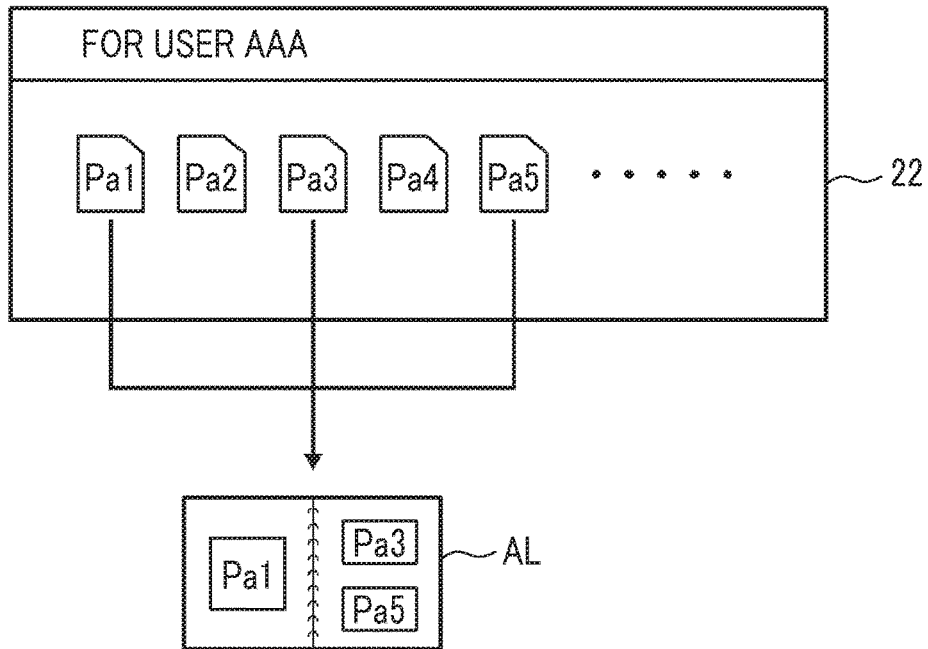 FOR USER AAA
Pa1 Pa2 Pa3 Pa4 Pa5 • • • • •
22
Pa1
Pa3
Pa5
AL